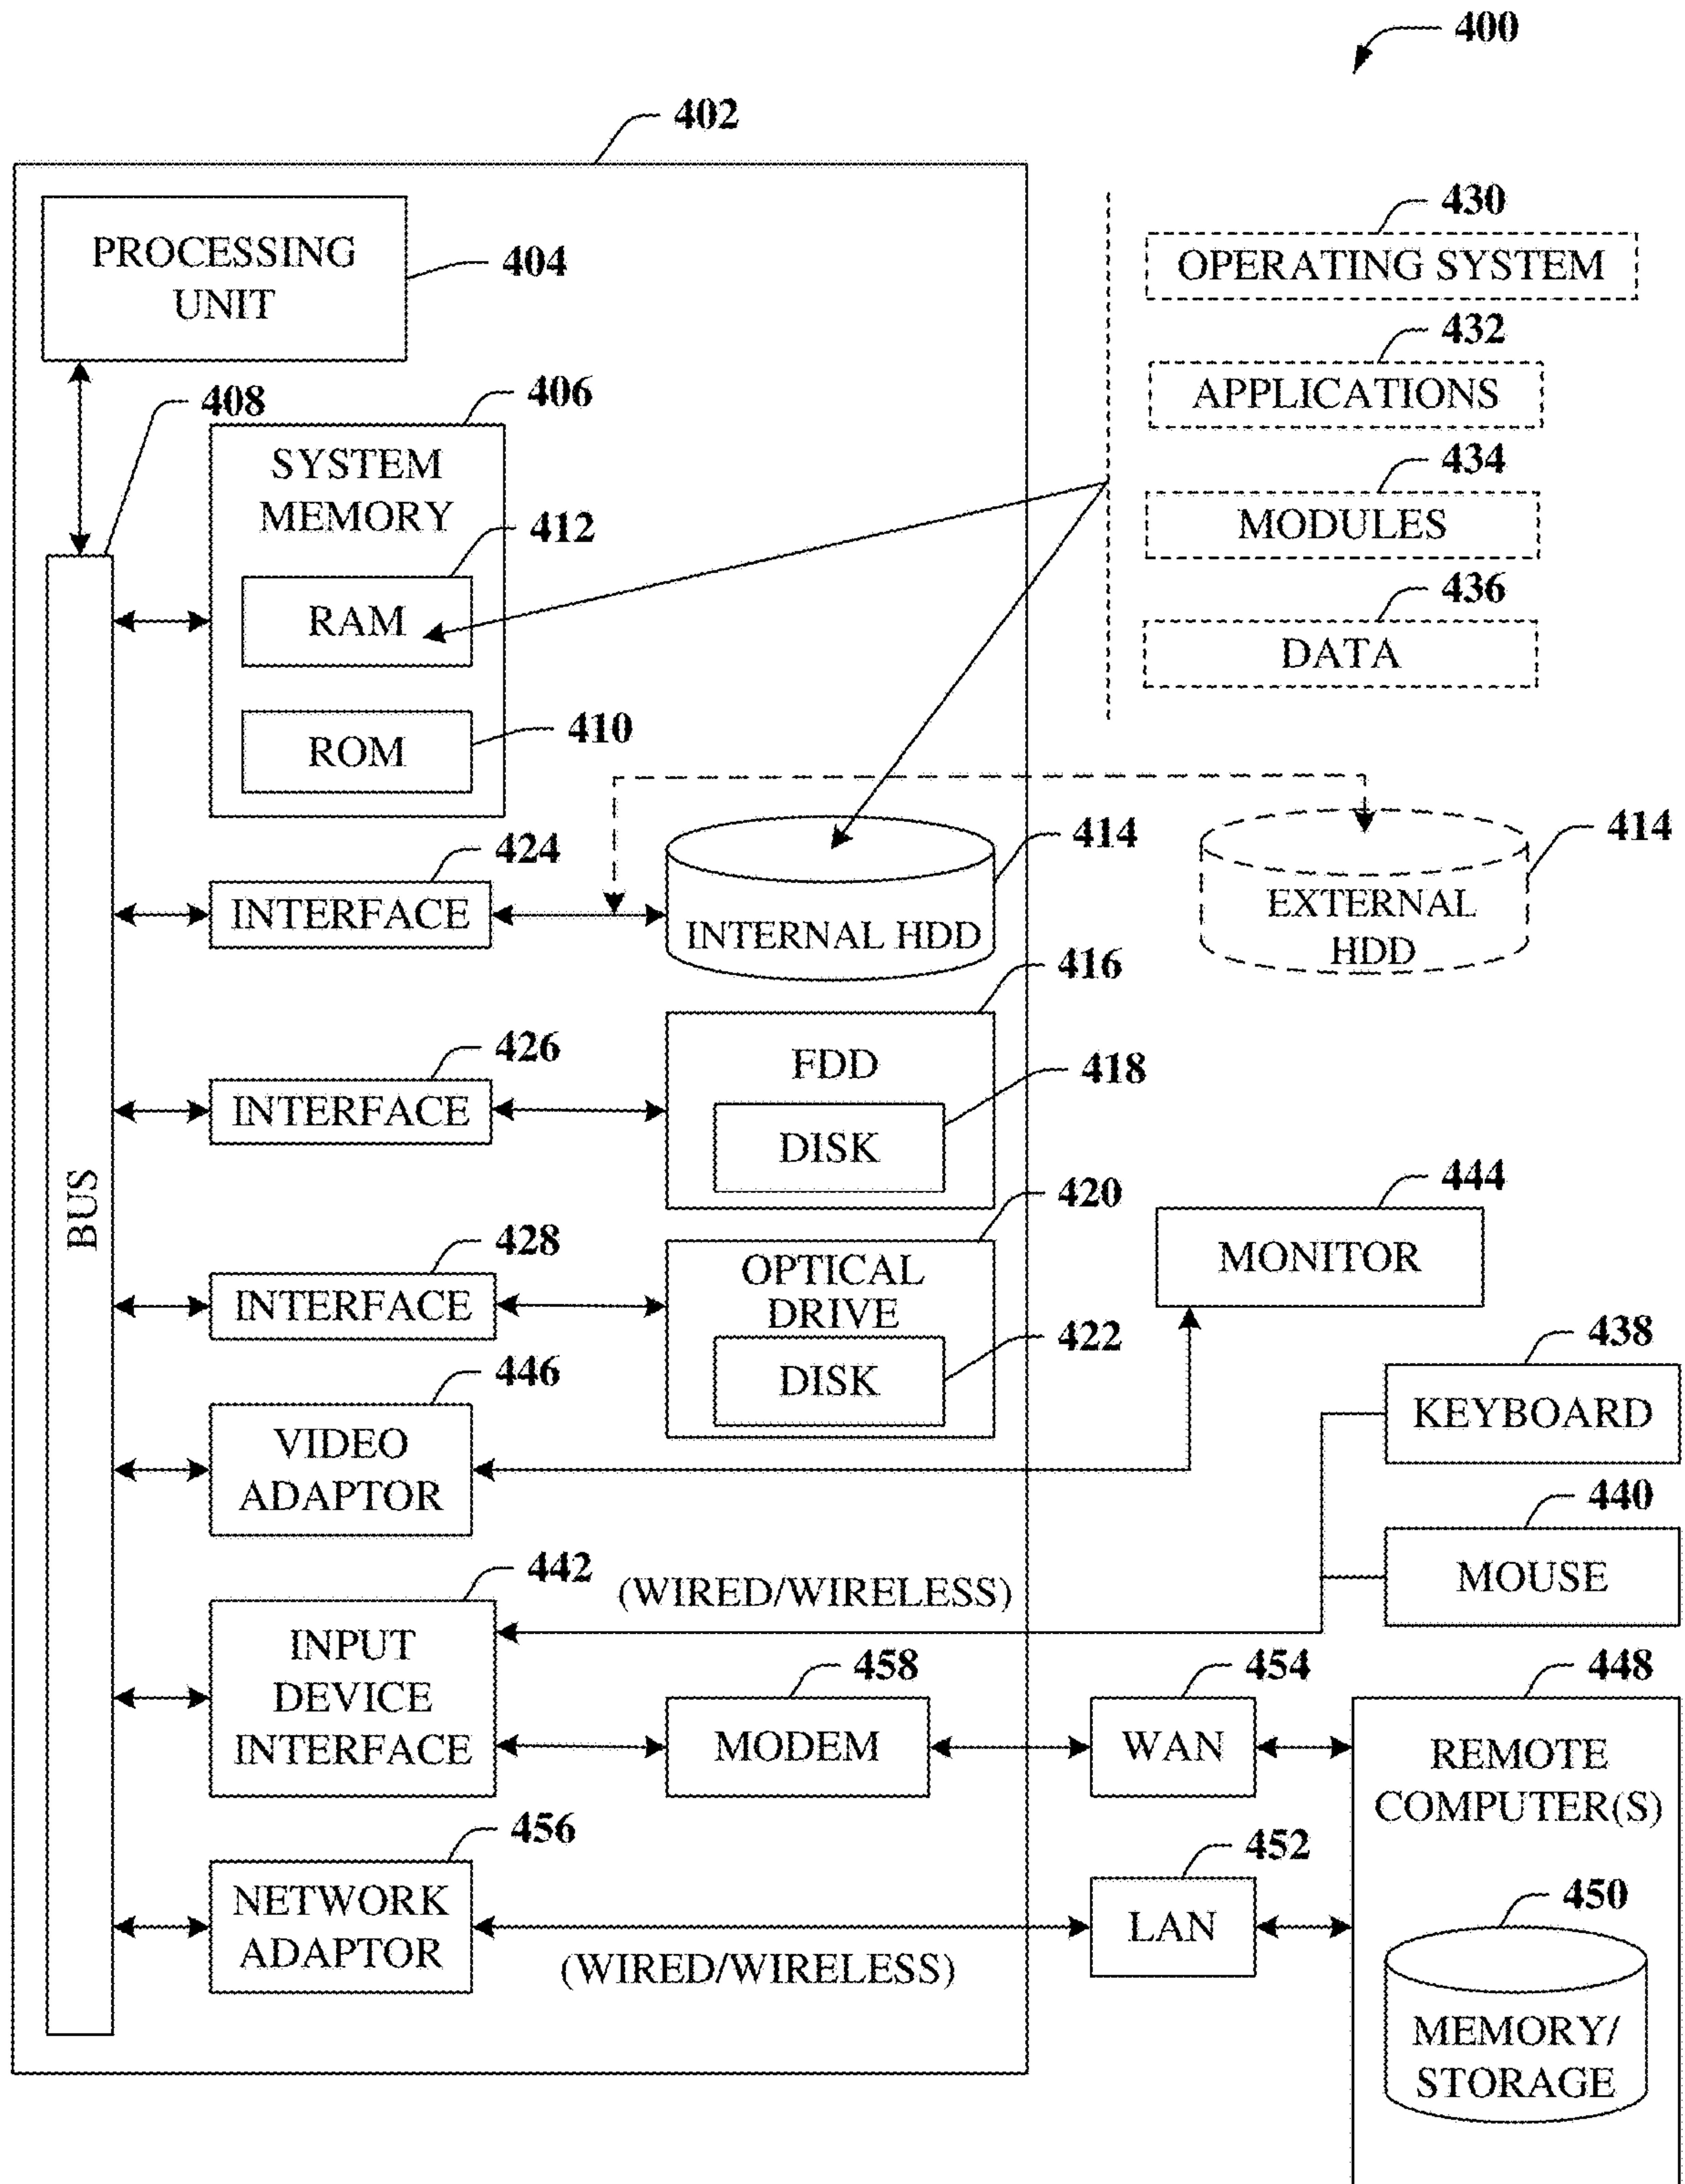 400
402
PROCESSING
UNIT
404
430
OPERATING SYSTEM
432
APPLICATIONS
434
MODULES
436
DATA
408
406
SYSTEM
MEMORY
412
RAM
410
ROM
424
INTERFACE
414
INTERNAL HDD
414
EXTERNAL
HDD
416
FDD
426
INTERFACE
418
DISK
BUS
420
OPTICAL
DRIVE
428
INTERFACE
422
DISK
444
MONITOR
438
KEYBOARD
446
VIDEO
ADAPTOR
440
MOUSE
442
(WIRED/WIRELESS)
INPUT
DEVICE
INTERFACE
458
MODEM
454
WAN
448
REMOTE
COMPUTER(S)
456
NETWORK
ADAPTOR
(WIRED/WIRELESS)
452
LAN
450
MEMORY/
STORAGE